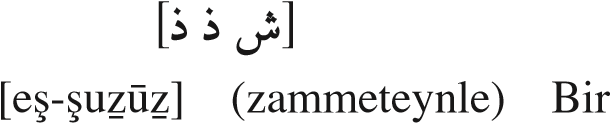 [ش ذ ذ]
[eş-şuẕūẕ] (zammeteynle) Bir